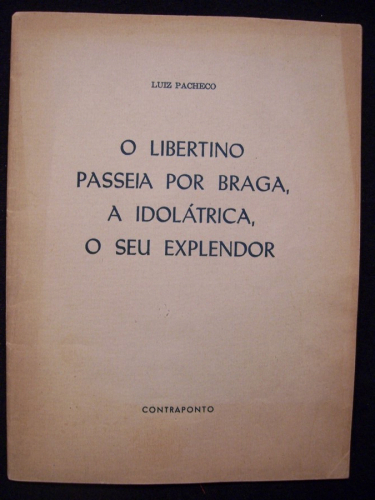 LUIZ PACHECO
O LIBERTINO
PASSEIA POR BRAGA,
A IDOLÁTRICA,
O SEU EXPLENDOR
CONTRAPONTO